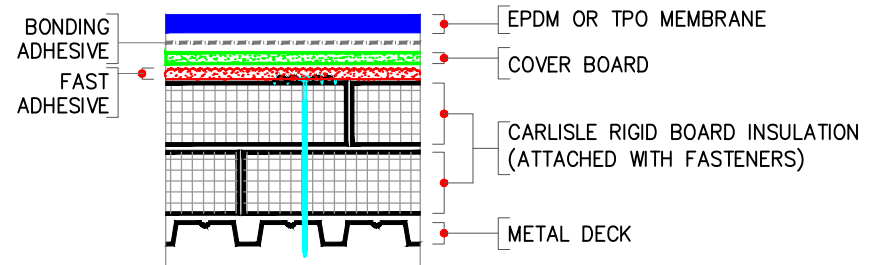 BONDING
ADHESIVE
FAST
ADHESIVE
EPDM OR TPO MEMBRANE
COVER BOARD
CARLISLE RIGID BOARD INSULATION
(ATTACHED WITH FASTENERS)
METAL DECK